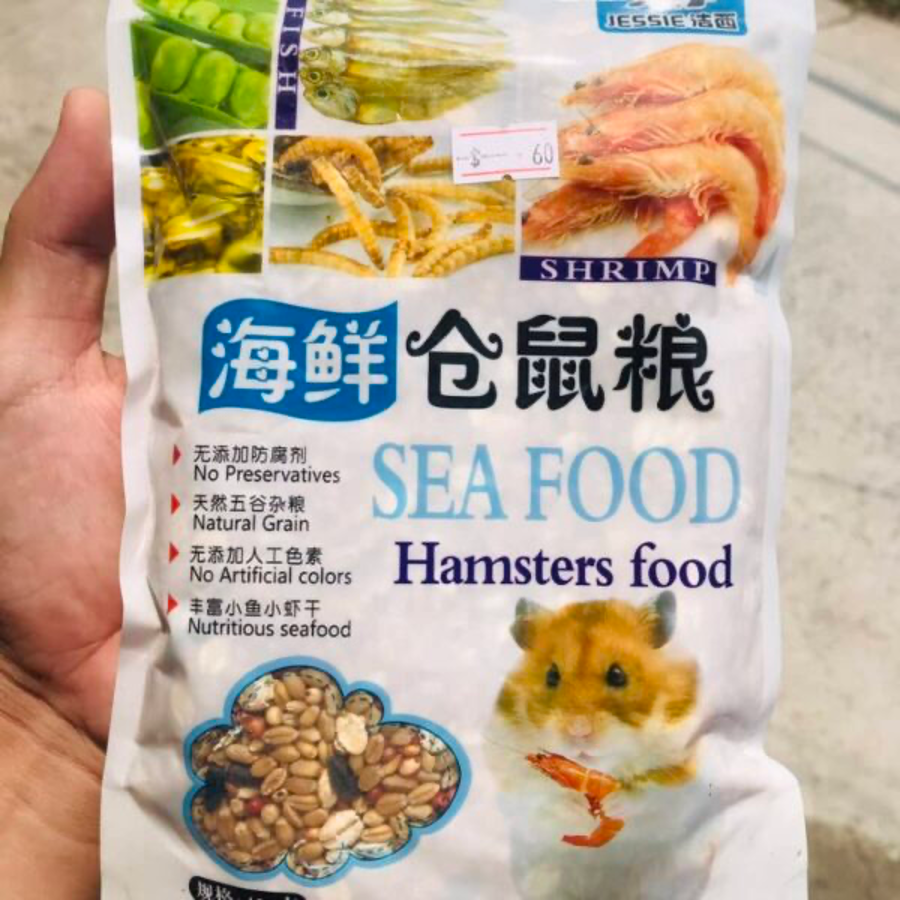 JESSIE 洁西
FISH
$ 60
SHRIMP
海鲜仓鼠粮
无添加防腐剂
No Preservatives
SEA FOOD
天然五谷杂粮
Natural Grain
无添加人工色素
No Artificial colors
Hamsters food
丰富小鱼小虾干
Nutritious seafood
规格